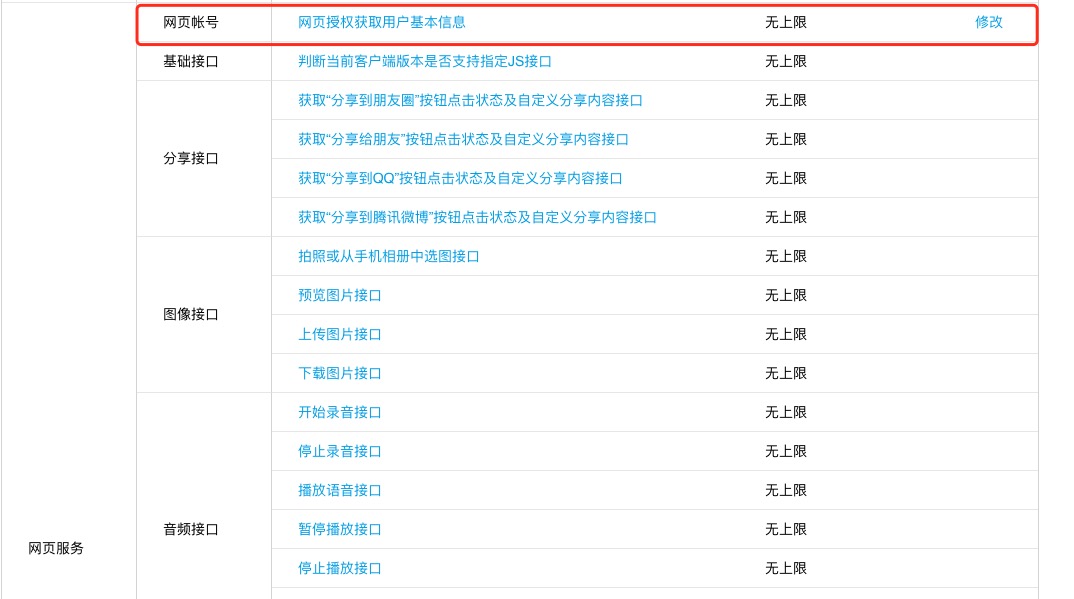 网页帐号 网页授权获取用户基本信息 无上限 修改
基础接口 判断当前客户端版本是否支持指定JS接口 无上限
获取“分享到朋友圈”按钮点击状态及自定义分享内容接口 无上限
获取“分享给朋友”按钮点击状态及自定义分享内容接口 无上限
分享接口
获取“分享到QQ”按钮点击状态及自定义分享内容接口 无上限
获取“分享到腾讯微博”按钮点击状态及自定义分享内容接口 无上限
拍照或从手机相册中选图接口 无上限
预览图片接口 无上限
图像接口
上传图片接口 无上限
下载图片接口 无上限
开始录音接口 无上限
停止录音接口 无上限
播放语音接口 无上限
音频接口 暂停播放接口 无上限
网页服务
停止播放接口 无上限